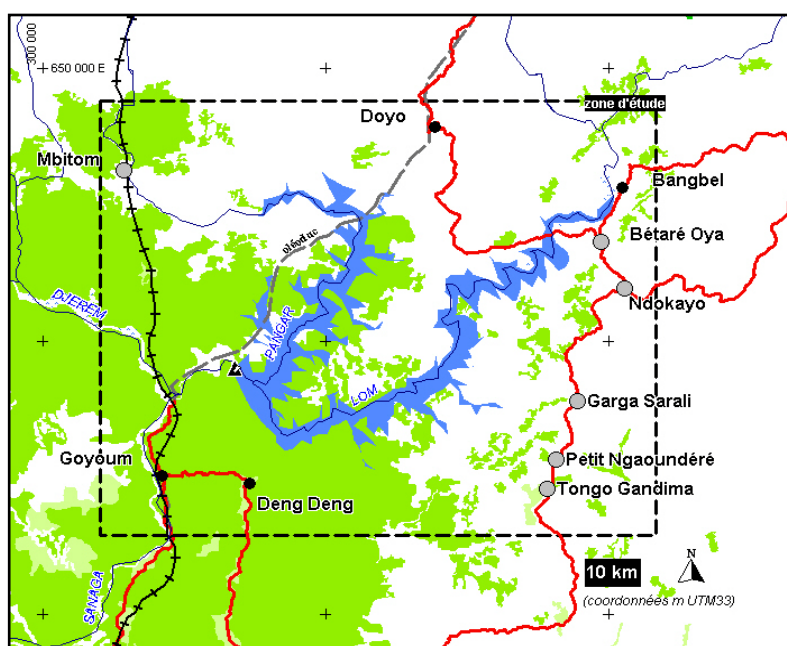 300 000
650 000 E
zone d'étude
Doyo
Mbitom
Bangbel
oléoduc
Bétaré Oya
DJEREM
PANGAR
Ndokayo
LOM
Garga Sarali
Goyoum
Petit Ngaoundéré
Deng Deng
Tongo Gandima
SANAGA
10 km
N
(coordonnées m UTM33)